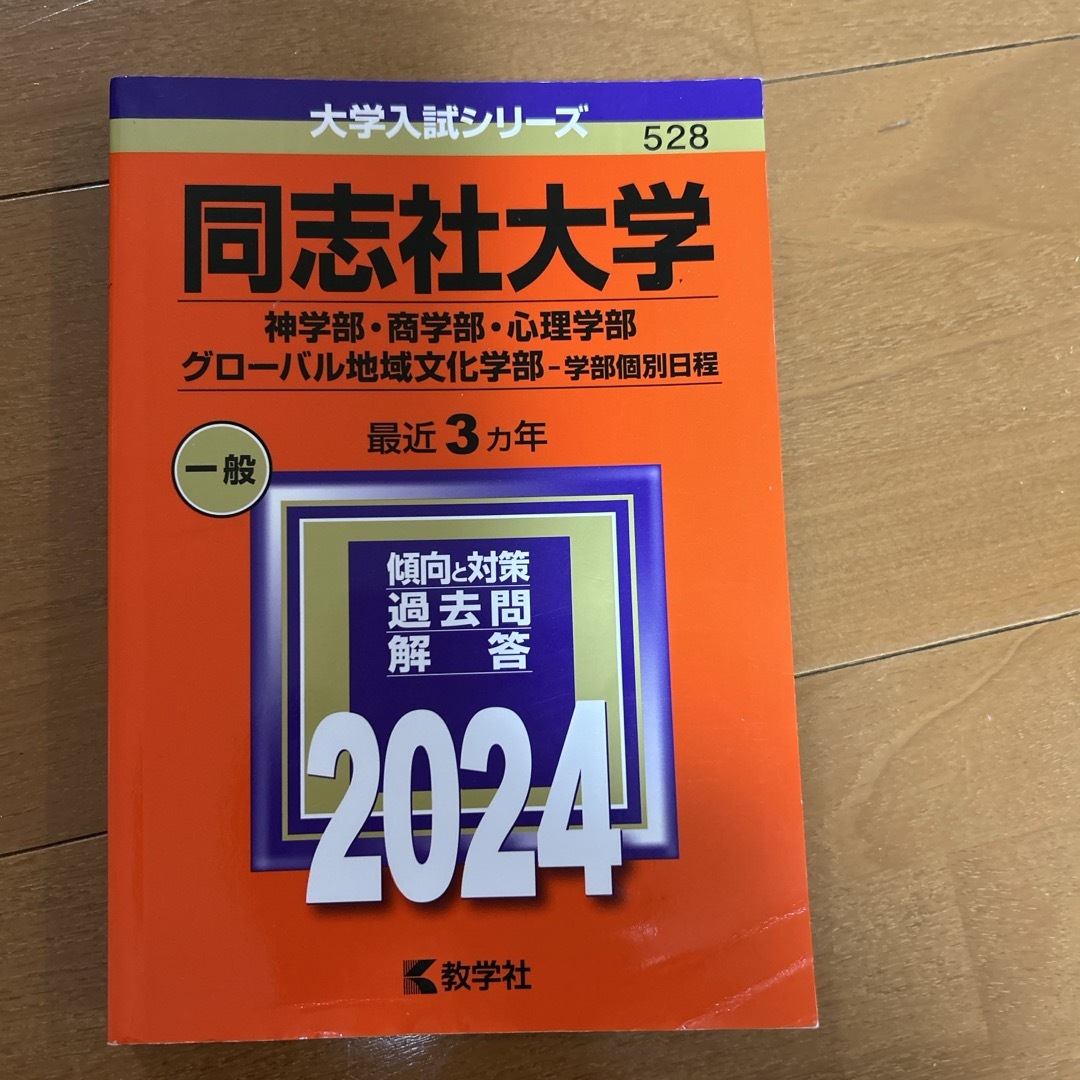 大学入試シリーズ
528
同志社大学
神学部・商学部・心理学部
グローバル地域文化学部-学部個別日程
最近3カ年
一般
傾向と対策
過去問
解答
2024
教学社